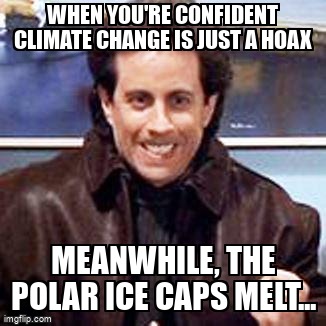 WHEN YOU'RE CONFIDENT
CLIMATE CHANGE IS JUST A HOAX
MEANWHILE, THE
POLAR ICE CAPS MELT...
imgflip.com